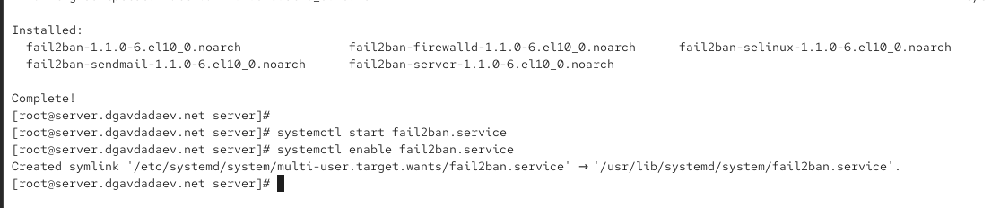 Installed:
fail2ban-1.1.0-6.el10_0.noarch fail2ban-firewalld-1.1.0-6.el10_0.noarch fail2ban-selinux-1.1.0-6.el10_0.noarch
fail2ban-sendmail-1.1.0-6.el10_0.noarch fail2ban-server-1.1.0-6.el10_0.noarch
Complete!
[root@server.dgavdadaev.net server]#
[root@server.dgavdadaev.net server]# systemctl start fail2ban.service
[root@server.dgavdadaev.net server]# systemctl enable fail2ban.service
Created symlink '/etc/systemd/system/multi-user.target.wants/fail2ban.service' → '/usr/lib/systemd/system/fail2ban.service'.
[root@server.dgavdadaev.net server]#